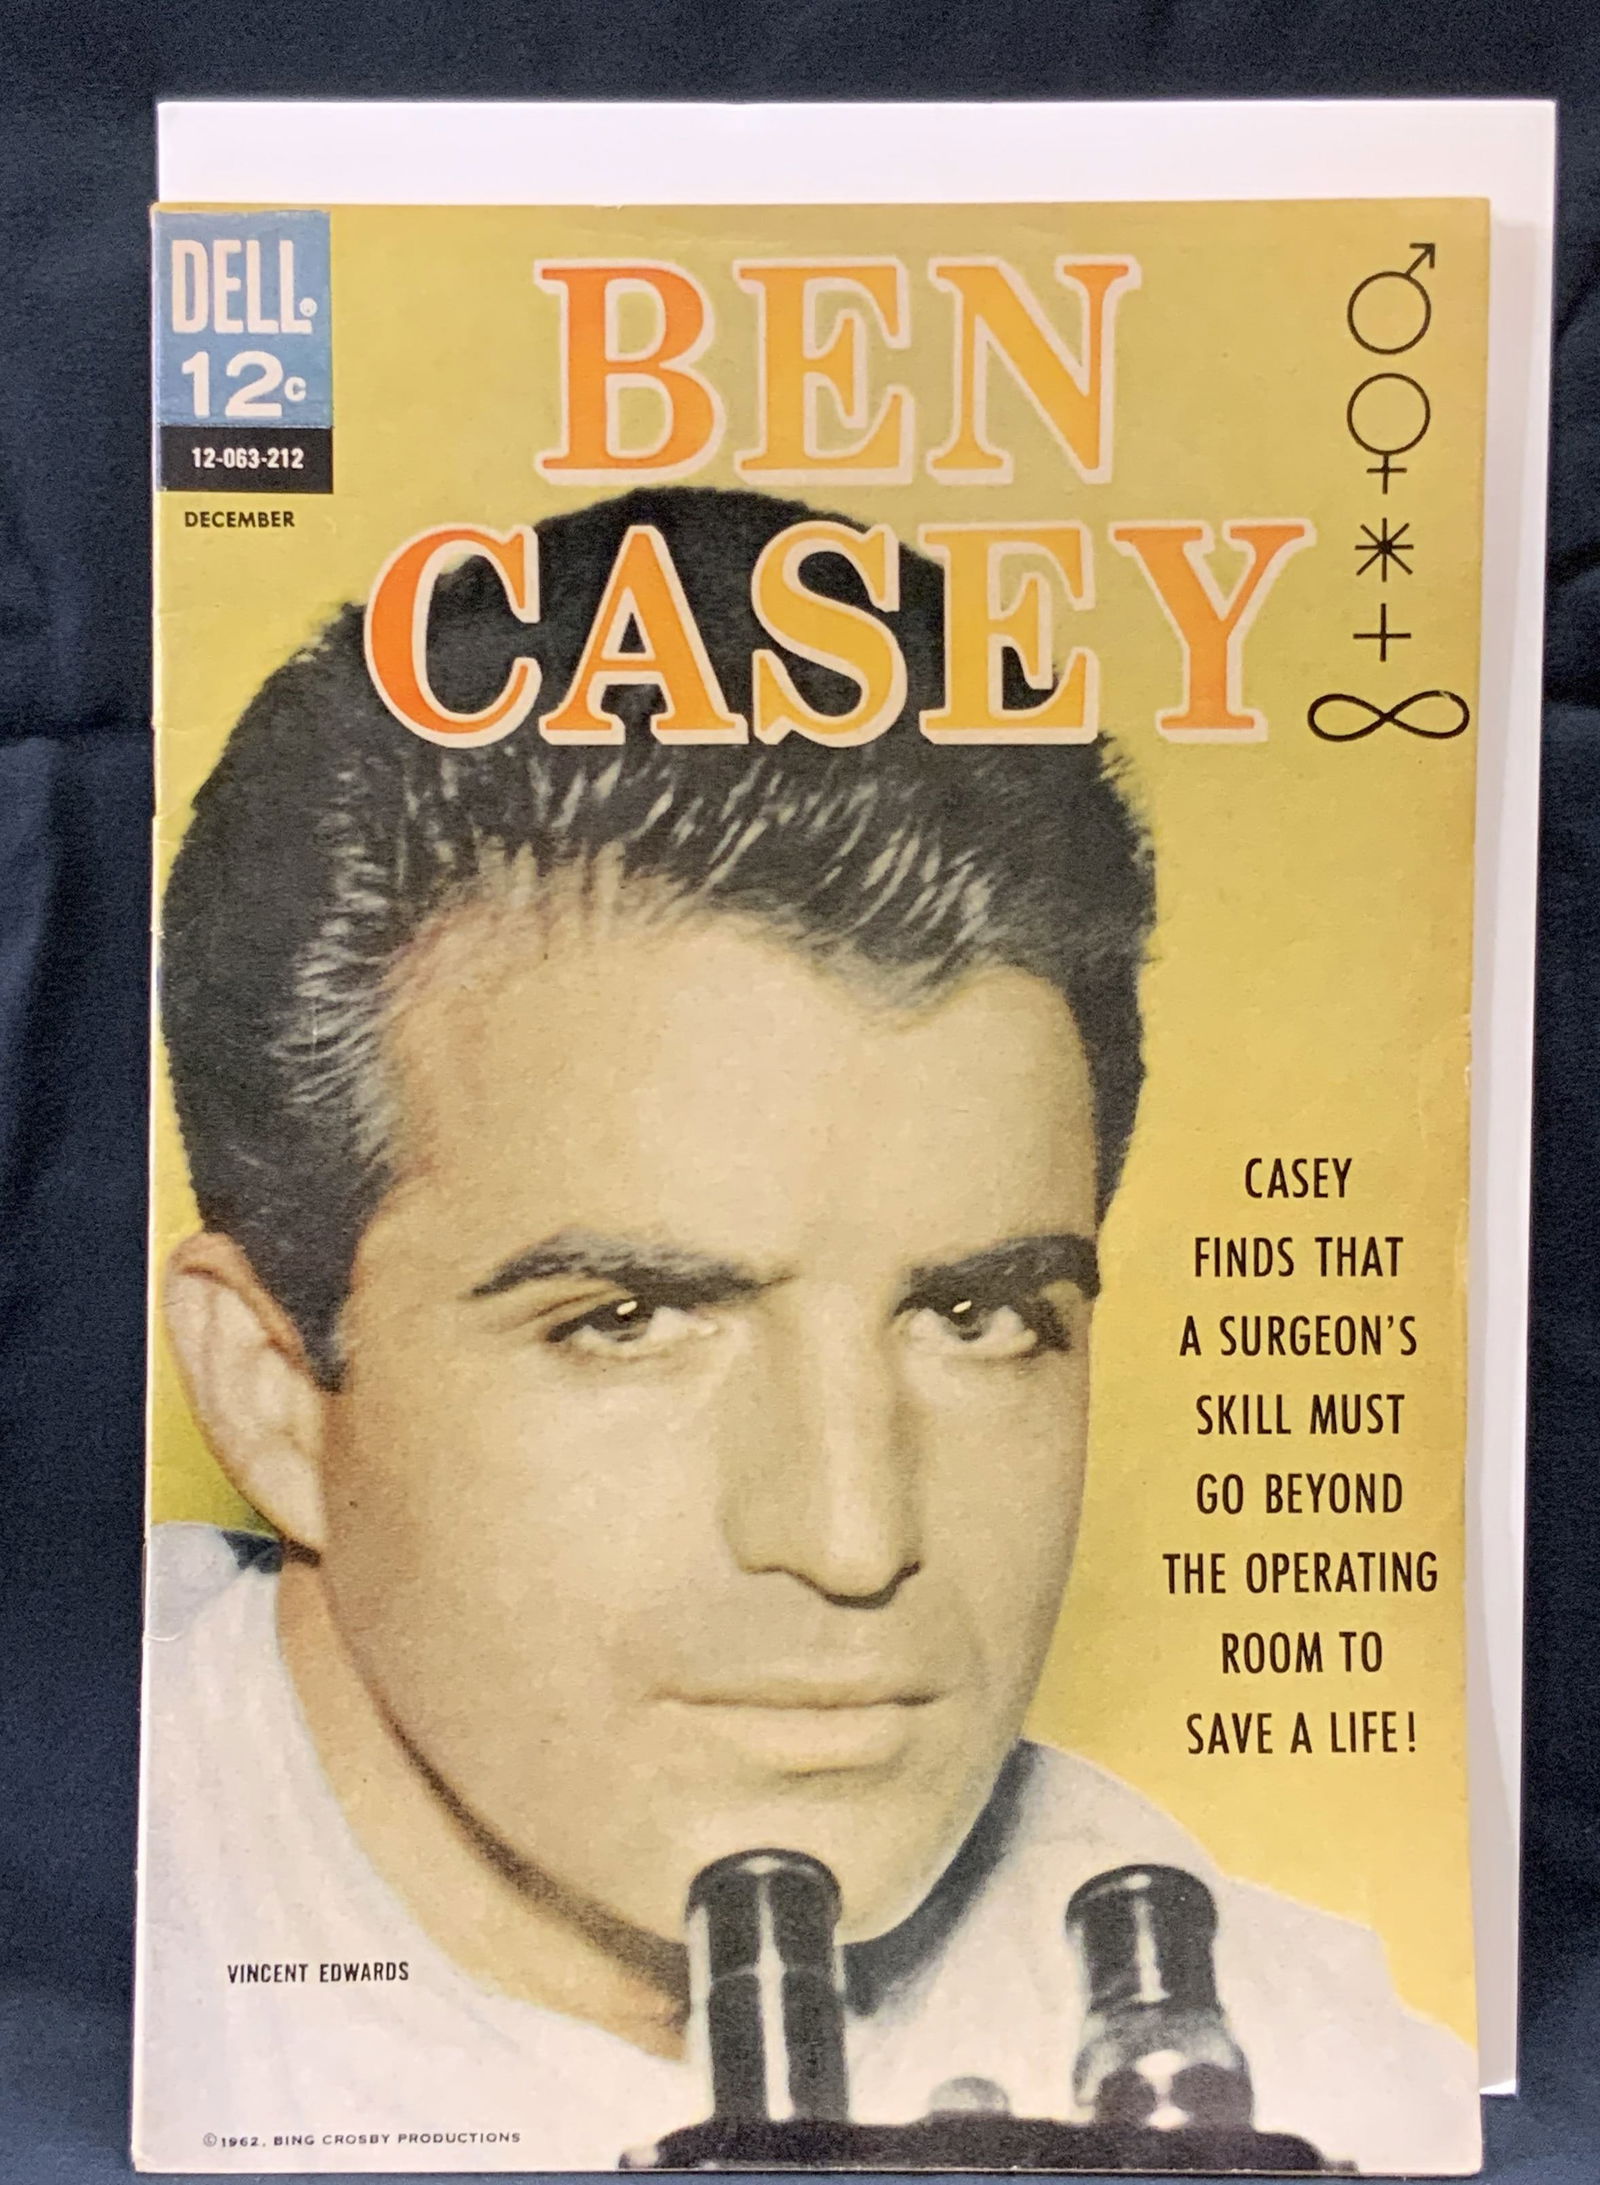 DELL
12c
12-063-212
DECEMBER
BEN
CASEY
♂
♀
*
+
∞
CASEY
FINDS THAT
A SURGEON'S
SKILL MUST
GO BEYOND
THE OPERATING
ROOM TO
SAVE A LIFE!
VINCENT EDWARDS
©1962, BING CROSBY PRODUCTIONS